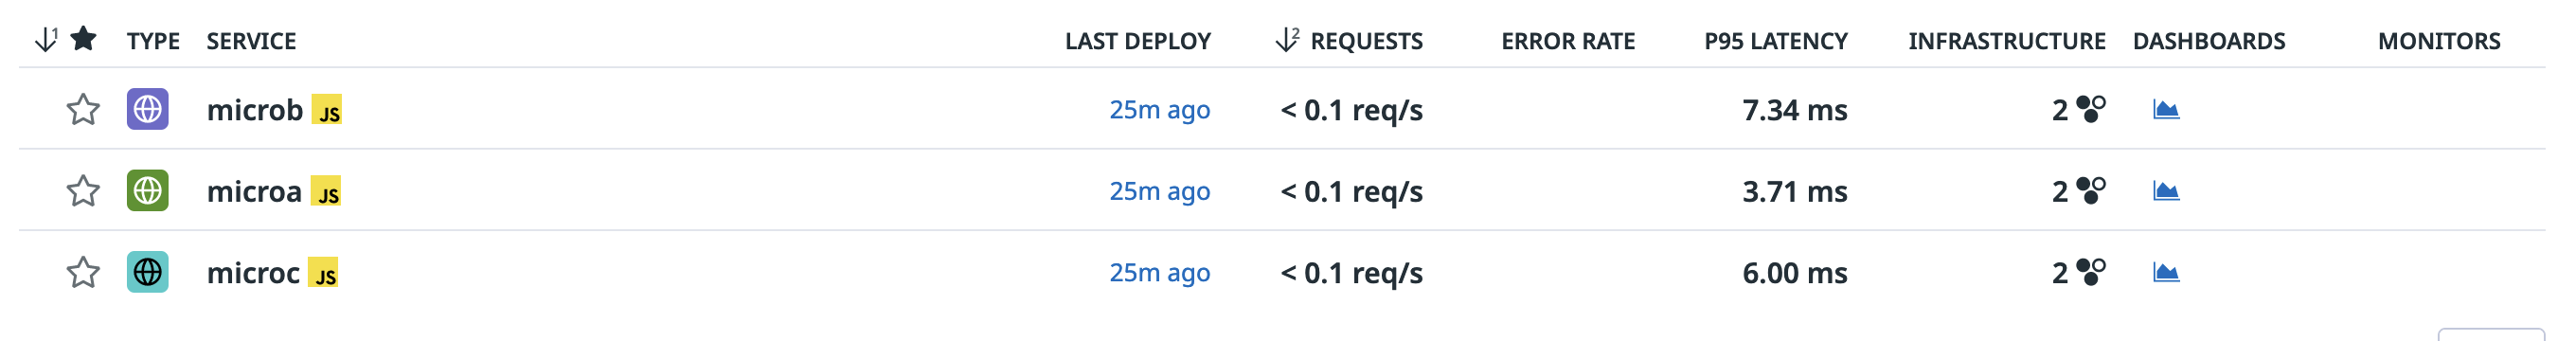 1 TYPE SERVICE LAST DEPLOY 2 REQUESTS ERROR RATE P95 LATENCY INFRASTRUCTURE DASHBOARDS MONITORS
microb JS 25m ago < 0.1 req/s 7.34 ms 2
microa JS 25m ago < 0.1 req/s 3.71 ms 2
microc JS 25m ago < 0.1 req/s 6.00 ms 2